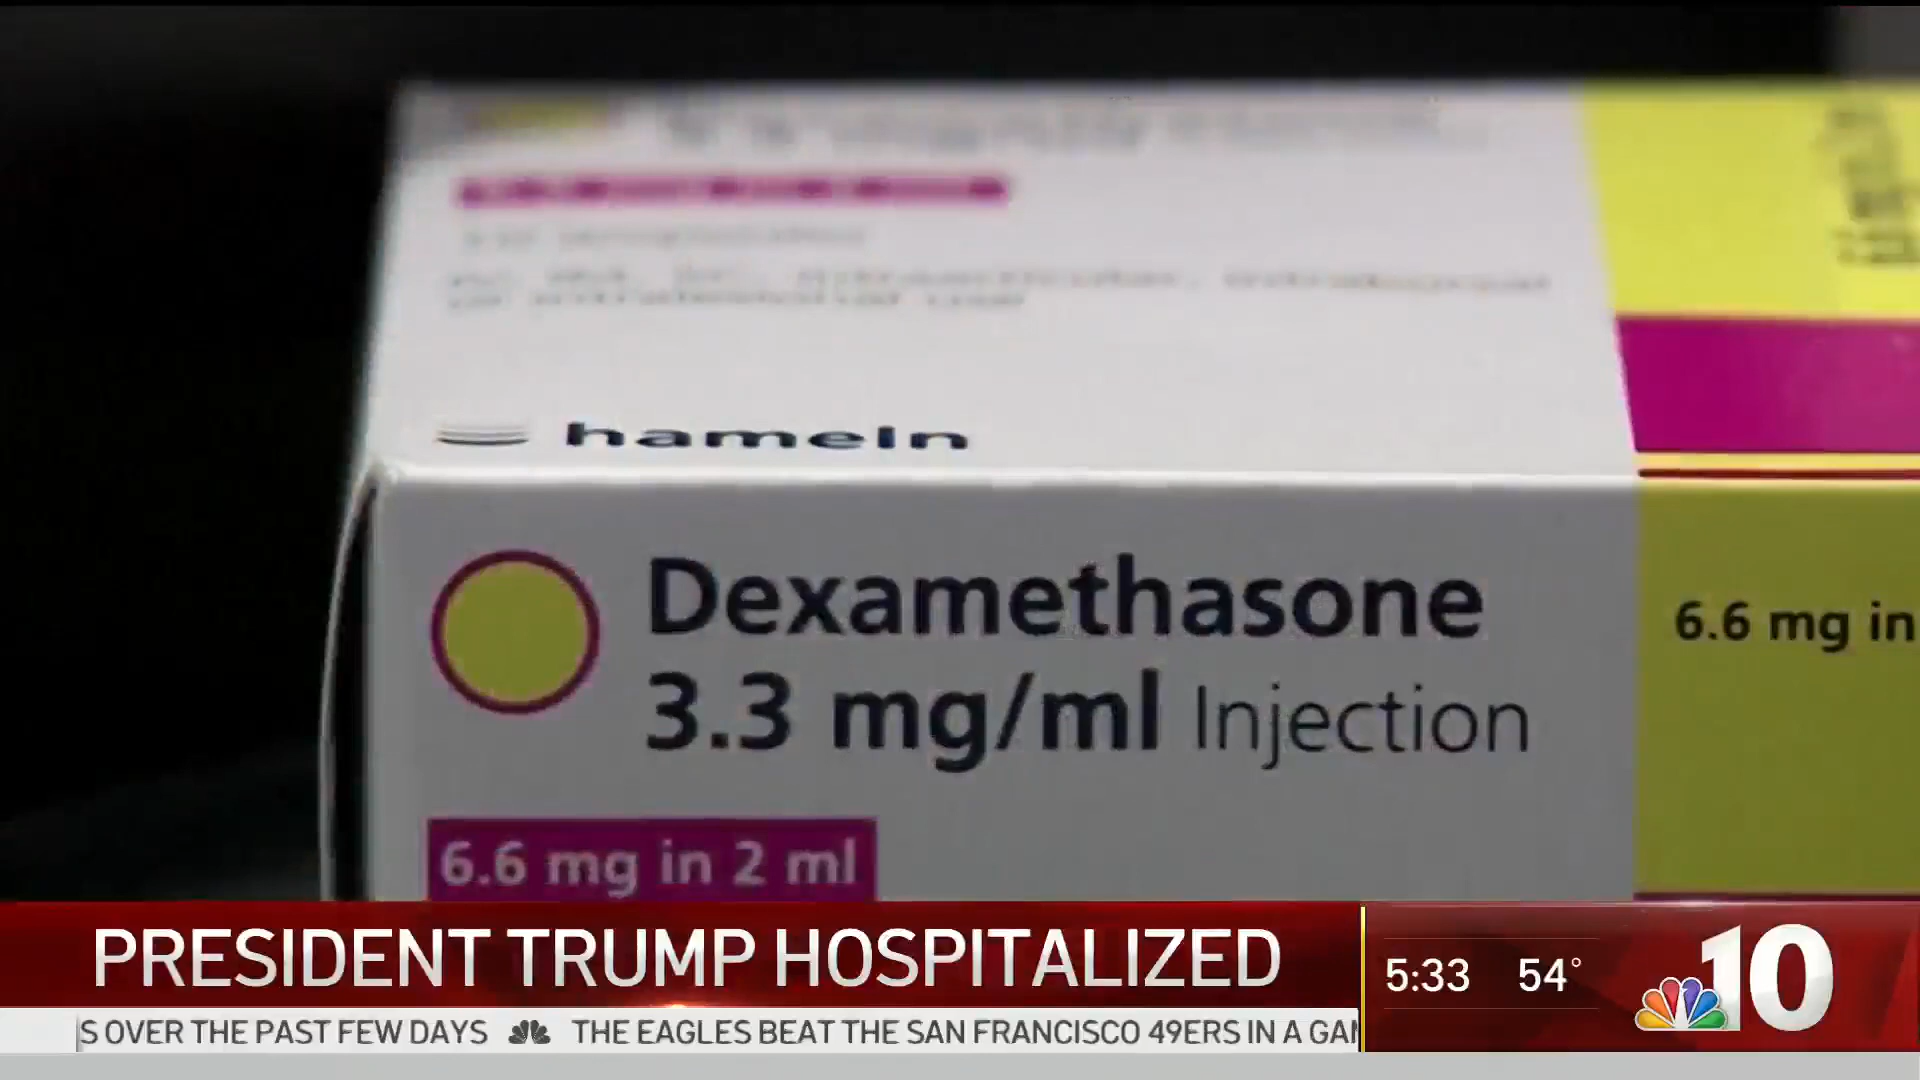 hameln
Dexamethasone
3.3 mg/ml Injection
6.6 mg in
6.6 mg in 2 ml
PRESIDENT TRUMP HOSPITALIZED
5:33 54°
10
S OVER THE PAST FEW DAYS THE EAGLES BEAT THE SAN FRANCISCO 49ERS IN A GAM